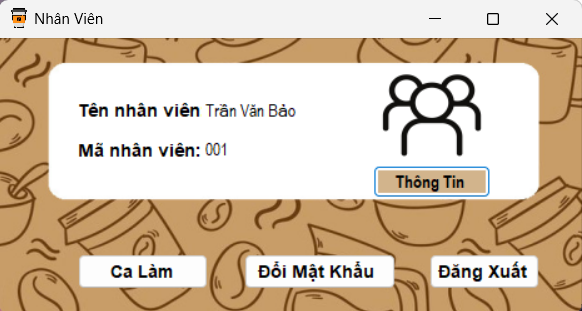 Nhân Viên
Tên nhân viên Trần Văn Bảo
Mã nhân viên: 001
Thông Tin
Ca Làm
Đổi Mật Khẩu
Đăng Xuất